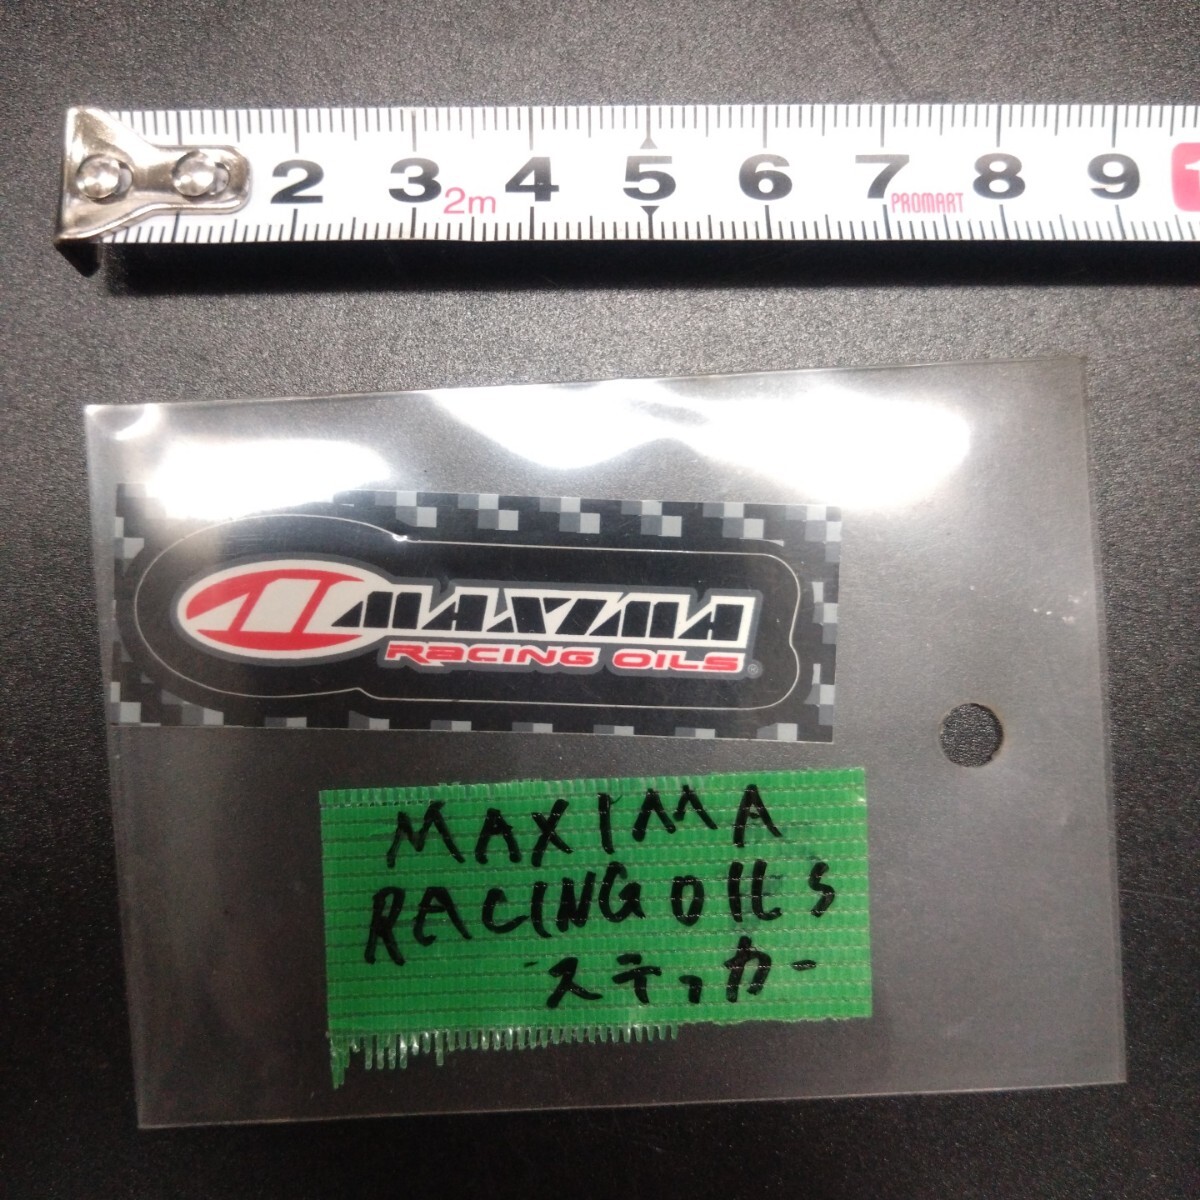 2 3 4 5 6 7 8 9 1
2m PROMART
MAXIMA
RACING OILS®
MAXIMA
RACING OILS
ステッカー